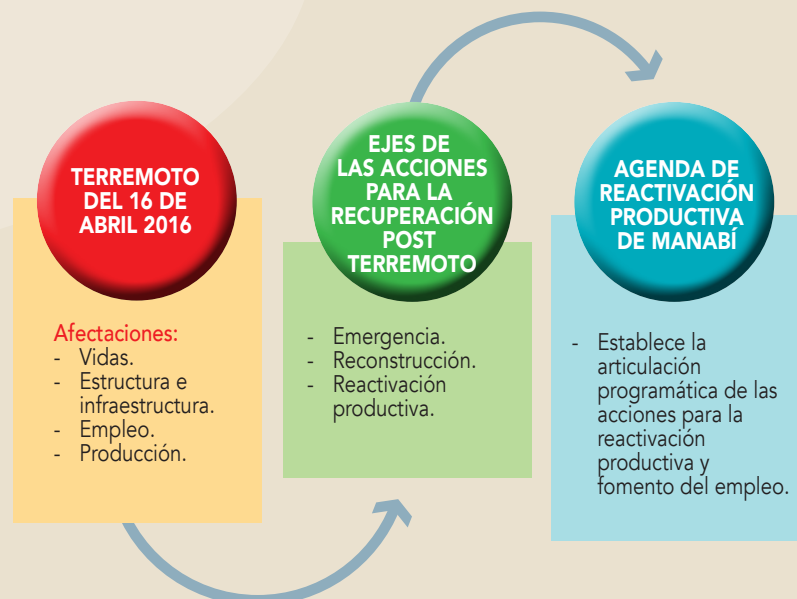 TERREMOTO
DEL 16 DE
ABRIL 2016
Afectaciones:
- Vidas.
- Estructura e
infraestructura.
- Empleo.
- Producción.
EJES DE
LAS ACCIONES
PARA LA
RECUPERACIÓN
POST
TERREMOTO
- Emergencia.
- Reconstrucción.
- Reactivación
productiva.
AGENDA DE
REACTIVACIÓN
PRODUCTIVA
DE MANABÍ
- Establece la
articulación
programática de las
acciones para la
reactivación
productiva y
fomento del empleo.